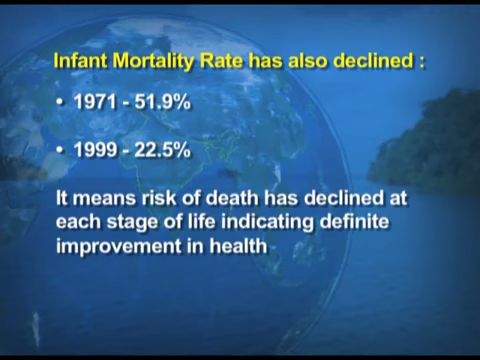 Infant Mortality Rate has also declined :
• 1971 - 51.9%
• 1999 - 22.5%
It means risk of death has declined at
each stage of life indicating definite
improvement in health